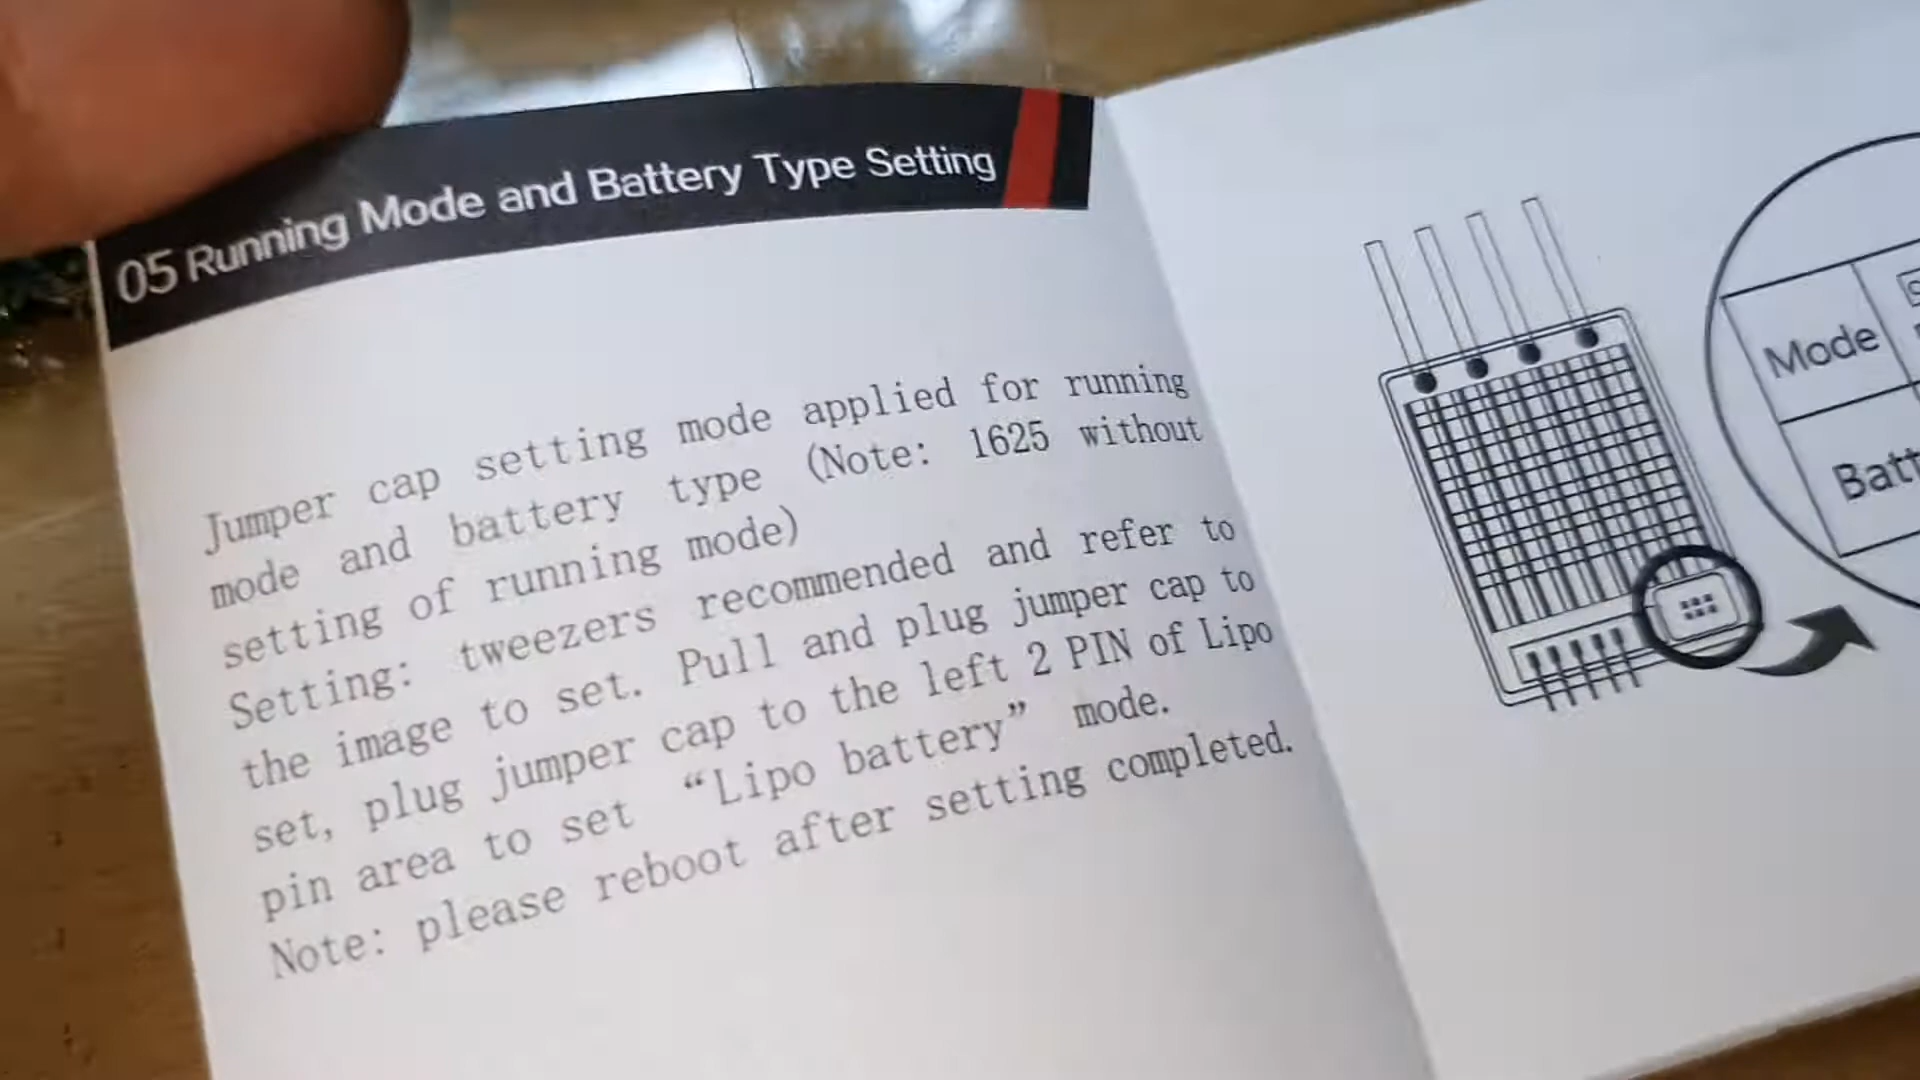 05 Running Mode and Battery Type Setting
Jumper cap setting mode applied for running
mode and battery type (Note: 1625 without
setting of running mode)
Setting: tweezers recommended and refer to
the image to set. Pull and plug jumper cap to
set, plug jumper cap to the left 2 PIN of Lipo
pin area to set “Lipo battery” mode.
Note: please reboot after setting completed.
Mode
Batt